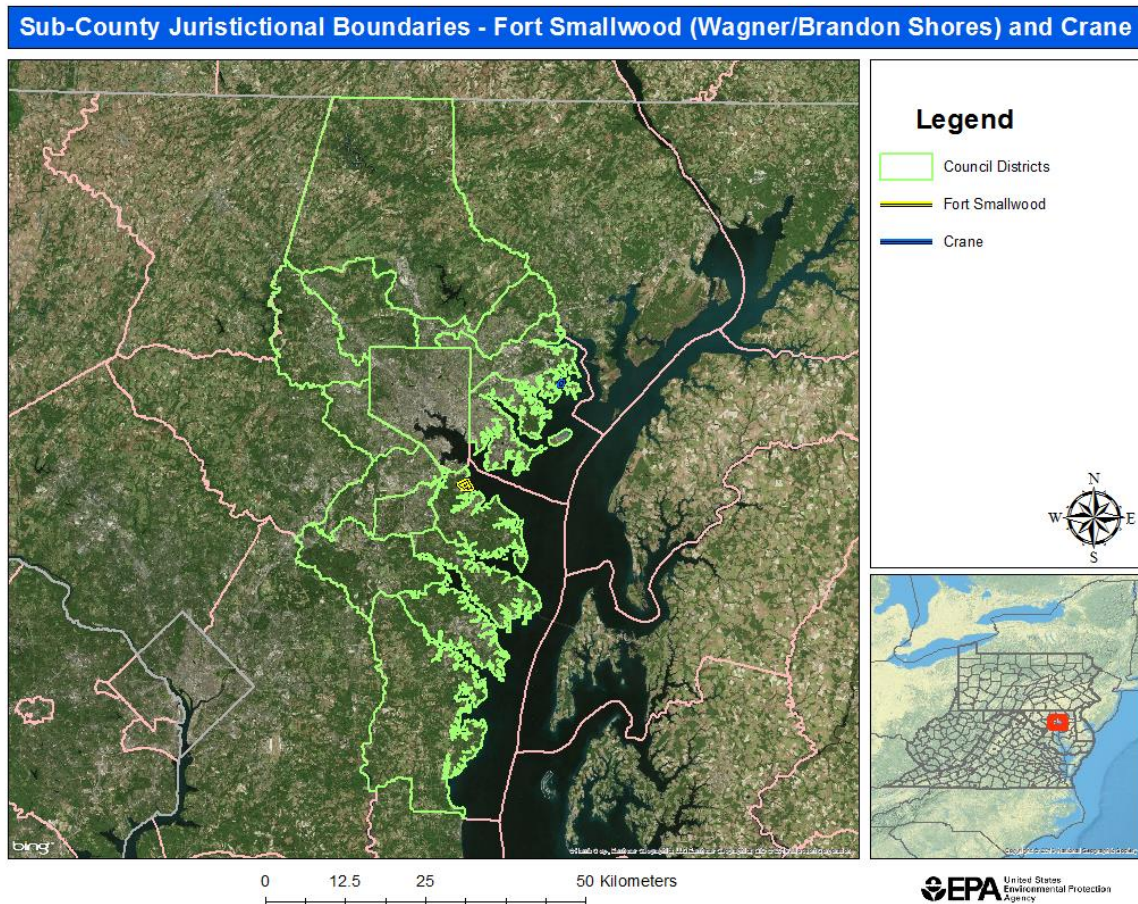 Sub-County Juristictional Boundaries - Fort Smallwood (Wagner/Brandon Shores) and Crane
Legend
Council Districts
Fort Smallwood
Crane
N
W E
S
bing
0 12.5 25 50 Kilometers
EPA
United States
Environmental Protection
Agency